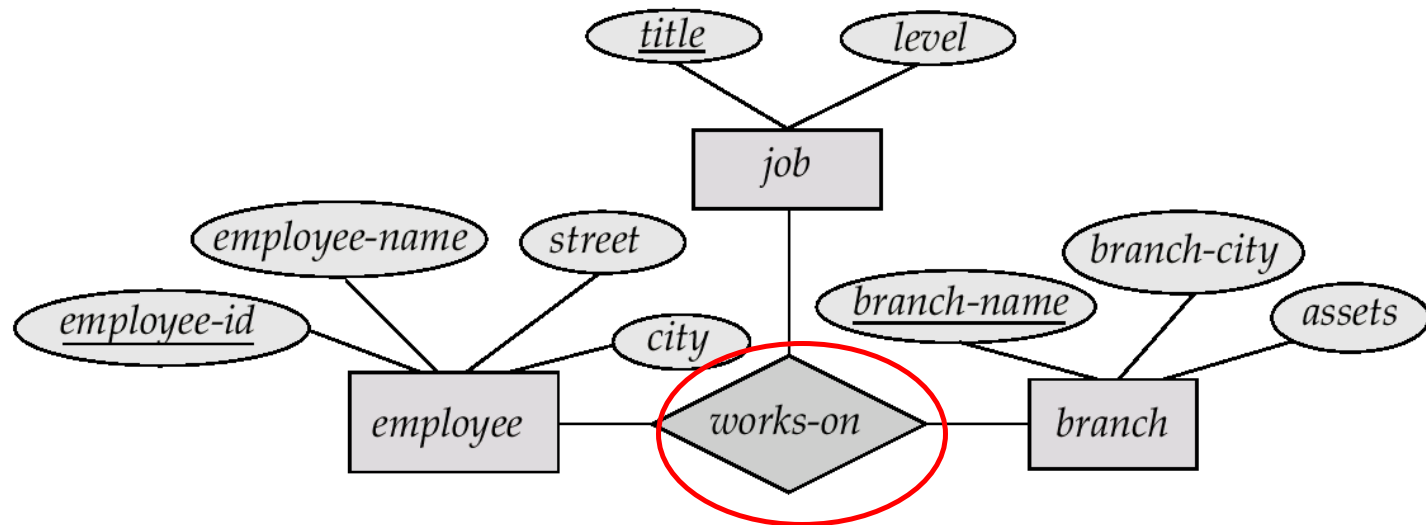 title
level
job
employee-name
street
branch-city
employee-id
branch-name
assets
city
employee
works-on
branch